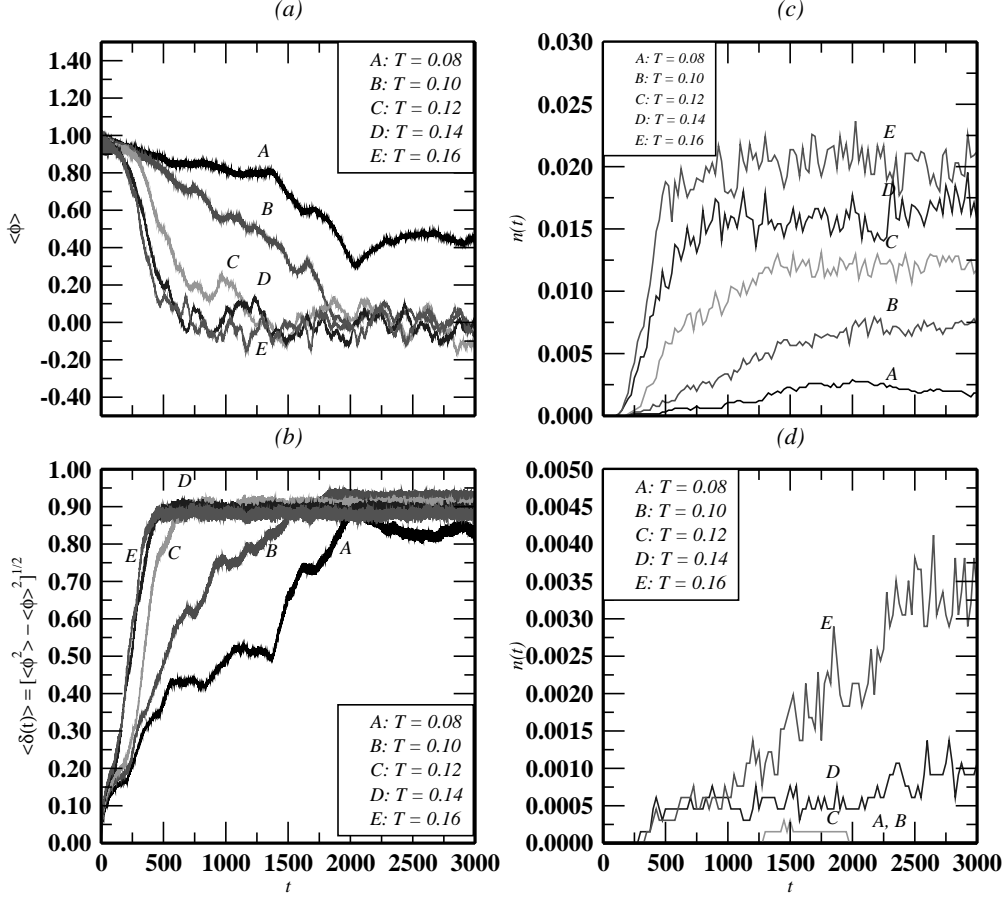 (a)
1.40
1.20
1.00
0.80
0.60
0.40
0.20
0.00
-0.20
-0.40
<ϕ>
A: T = 0.08
B: T = 0.10
C: T = 0.12
D: T = 0.14
E: T = 0.16
A
B
C
D
E
(c)
0.030
0.025
0.020
0.015
0.010
0.005
0.000
n(t)
A: T = 0.08
B: T = 0.10
C: T = 0.12
D: T = 0.14
E: T = 0.16
E
D
C
B
A
(b)
1.00
0.90
0.80
0.70
0.60
0.50
0.40
0.30
0.20
0.10
0.00
<δ(t)> = [<ϕ²> − <ϕ>²]^1/2
D
E
C
B
A
A: T = 0.08
B: T = 0.10
C: T = 0.12
D: T = 0.14
E: T = 0.16
0 500 1000 1500 2000 2500 3000
t
(d)
0.0050
0.0045
0.0040
0.0035
0.0030
0.0025
0.0020
0.0015
0.0010
0.0005
0.0000
n(t)
A: T = 0.08
B: T = 0.10
C: T = 0.12
D: T = 0.14
E: T = 0.16
E
D
C
A, B
0 500 1000 1500 2000 2500 3000
t